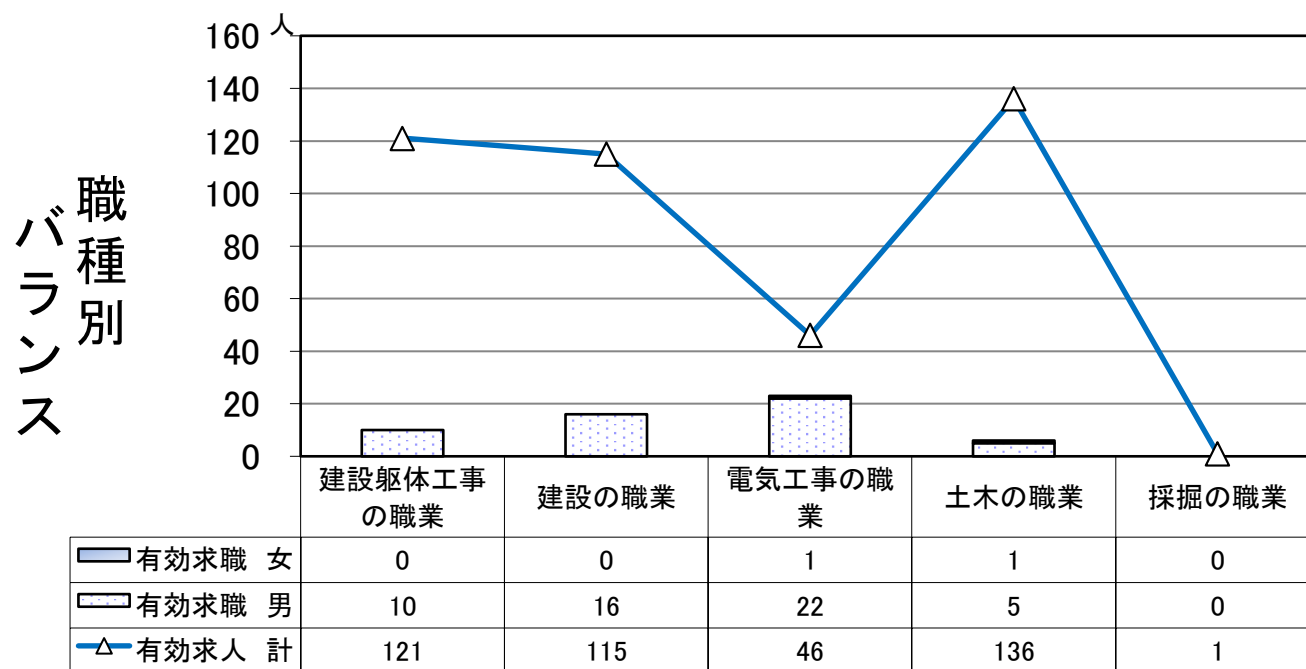 職種別
バランス
人
160
140
120
100
80
60
40
20
0
建設躯体工事
の職業
建設の職業
電気工事の職
業
土木の職業
採掘の職業
有効求職 女 0 0 1 1 0
有効求職 男 10 16 22 5 0
有効求人 計 121 115 46 136 1